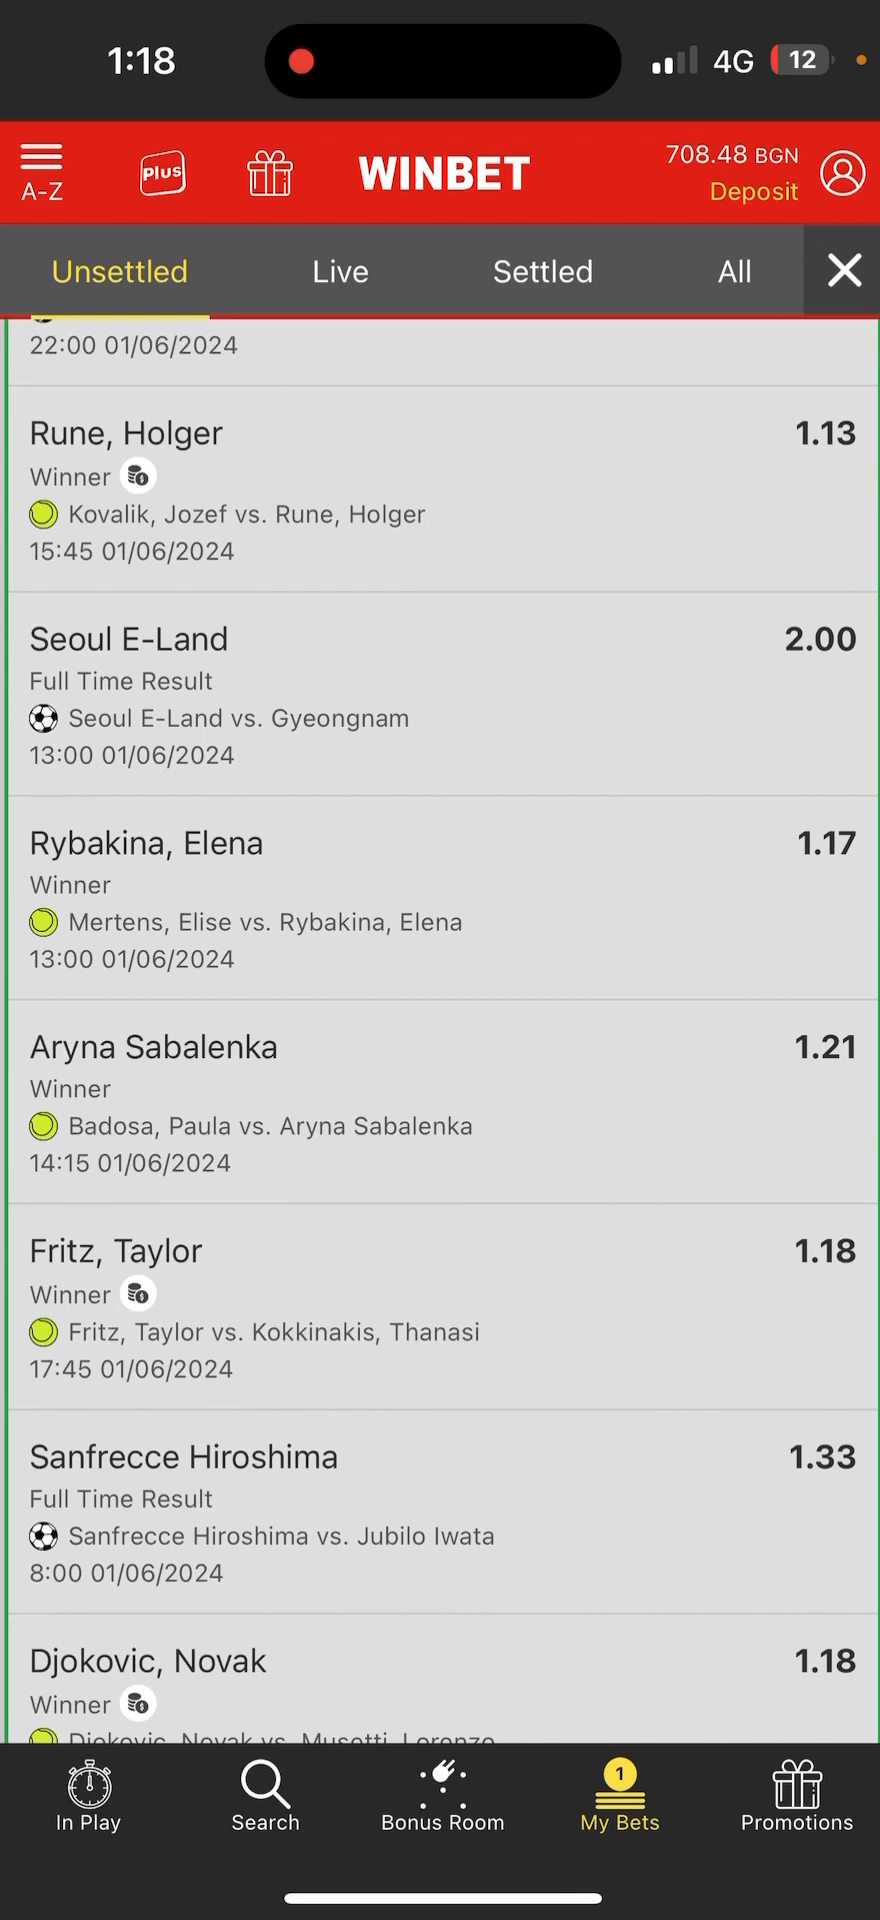 1:18
4G
12
A-Z
Plus
WINBET
708.48 BGN
Deposit
Unsettled
Live
Settled
All
22:00 01/06/2024
Rune, Holger
1.13
Winner
Kovalik, Jozef vs. Rune, Holger
15:45 01/06/2024
Seoul E-Land
2.00
Full Time Result
Seoul E-Land vs. Gyeongnam
13:00 01/06/2024
Rybakina, Elena
1.17
Winner
Mertens, Elise vs. Rybakina, Elena
13:00 01/06/2024
Aryna Sabalenka
1.21
Winner
Badosa, Paula vs. Aryna Sabalenka
14:15 01/06/2024
Fritz, Taylor
1.18
Winner
Fritz, Taylor vs. Kokkinakis, Thanasi
17:45 01/06/2024
Sanfrecce Hiroshima
1.33
Full Time Result
Sanfrecce Hiroshima vs. Jubilo Iwata
8:00 01/06/2024
Djokovic, Novak
1.18
Winner
Djokovic, Novak vs. Musetti, Lorenzo
In Play
Search
Bonus Room
1
My Bets
Promotions